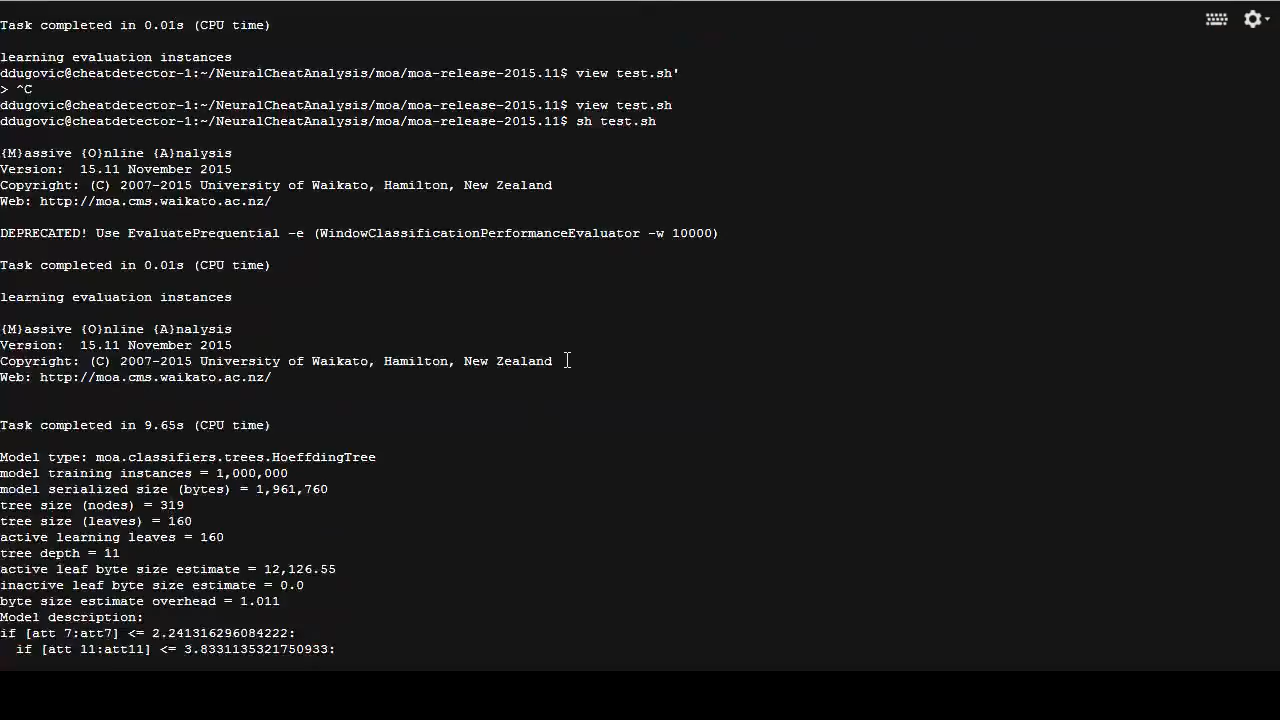 Task completed in 0.01s (CPU time)
learning evaluation instances
ddugovic@cheatdetector-1:~/NeuralCheatAnalysis/moa/moa-release-2015.11$ view test.sh'
> ^C
ddugovic@cheatdetector-1:~/NeuralCheatAnalysis/moa/moa-release-2015.11$ view test.sh
ddugovic@cheatdetector-1:~/NeuralCheatAnalysis/moa/moa-release-2015.11$ sh test.sh
{M}assive {O}nline {A}nalysis
Version:  15.11 November 2015
Copyright: (C) 2007-2015 University of Waikato, Hamilton, New Zealand
Web: http://moa.cms.waikato.ac.nz/
DEPRECATED! Use EvaluatePrequential -e (WindowClassificationPerformanceEvaluator -w 10000)
Task completed in 0.01s (CPU time)
learning evaluation instances
{M}assive {O}nline {A}nalysis
Version:  15.11 November 2015
Copyright: (C) 2007-2015 University of Waikato, Hamilton, New Zealand
Web: http://moa.cms.waikato.ac.nz/
Task completed in 9.65s (CPU time)
Model type: moa.classifiers.trees.HoeffdingTree
model training instances = 1,000,000
model serialized size (bytes) = 1,961,760
tree size (nodes) = 319
tree size (leaves) = 160
active learning leaves = 160
tree depth = 11
active leaf byte size estimate = 12,126.55
inactive leaf byte size estimate = 0.0
byte size estimate overhead = 1.011
Model description:
if [att 7:att7] <= 2.241316296084222:
  if [att 11:att11] <= 3.8331135321750933: